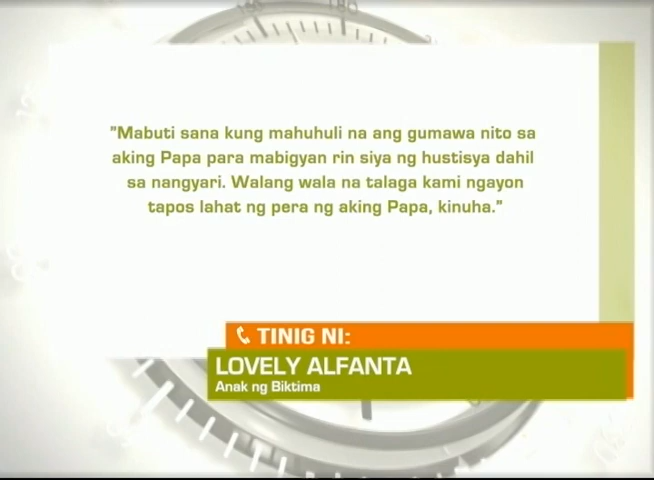 "Mabuti sana kung mahuhuli na ang gumawa nito sa
aking Papa para mabigyan rin siya ng hustisya dahil
sa nangyari. Walang wala na talaga kami ngayon
tapos lahat ng pera ng aking Papa, kinuha."
TINIG NI:
LOVELY ALFANTA
Anak ng Biktima